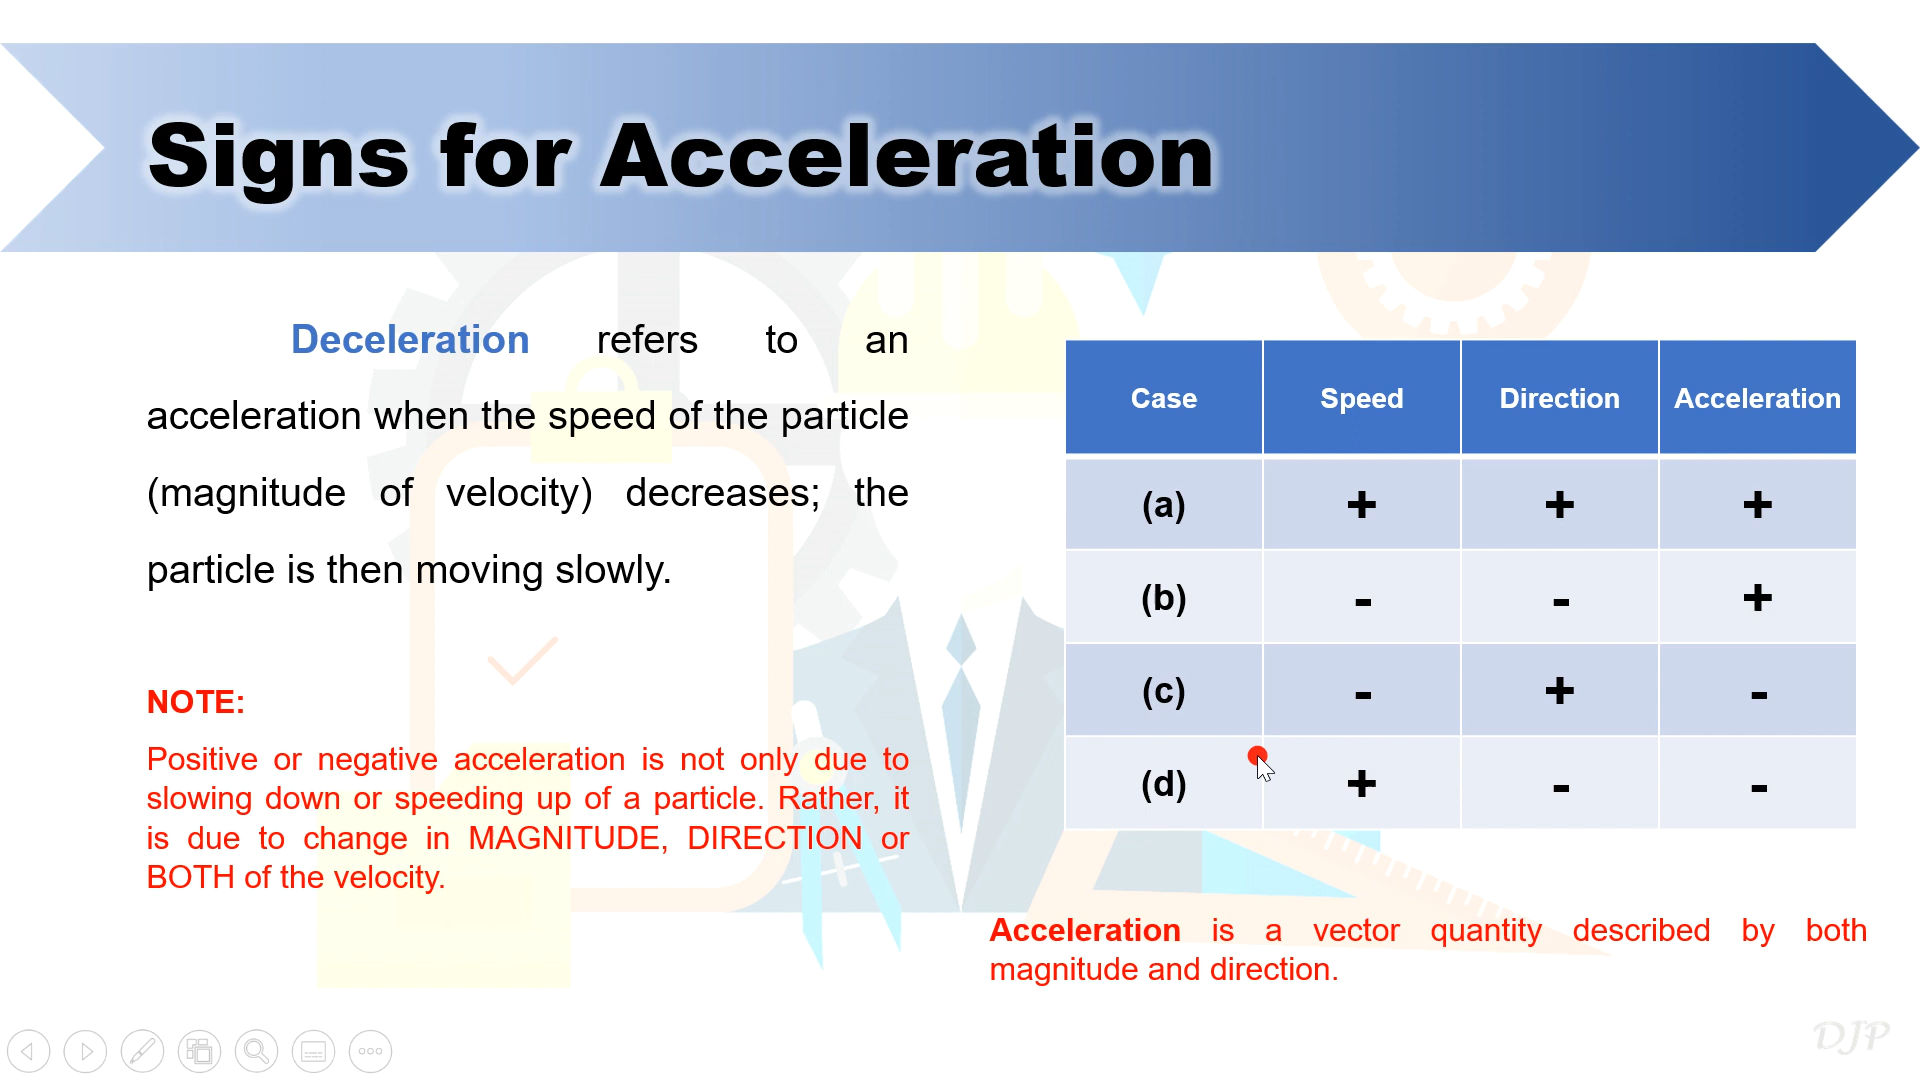 Signs for Acceleration
Deceleration refers to an
acceleration when the speed of the particle
(magnitude of velocity) decreases; the
particle is then moving slowly.
NOTE:
Positive or negative acceleration is not only due to
slowing down or speeding up of a particle. Rather, it
is due to change in MAGNITUDE, DIRECTION or
BOTH of the velocity.
Case Speed Direction Acceleration
(a) + + +
(b) - - +
(c) - + -
(d) + - -
Acceleration is a vector quantity described by both
magnitude and direction.
DJP